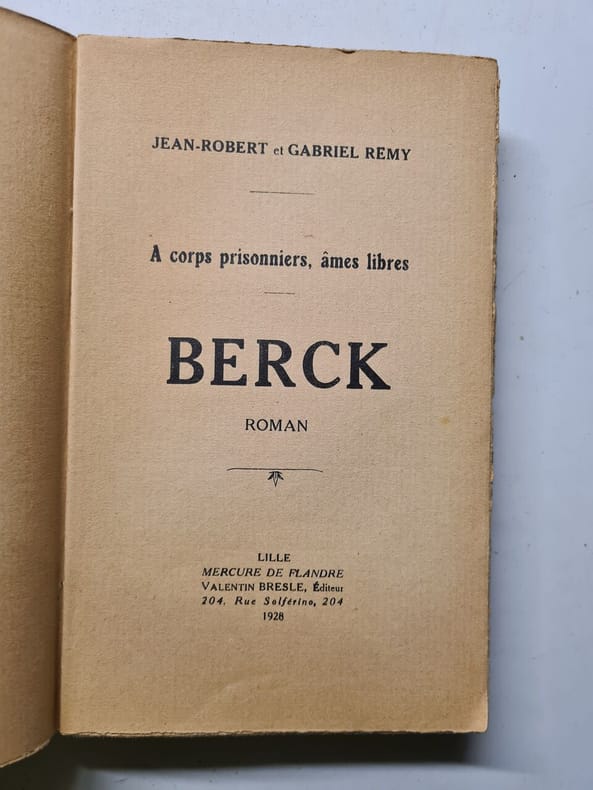 JEAN-ROBERT et GABRIEL REMY
A corps prisonniers, âmes libres
BERCK
ROMAN
LILLE
MERCURE DE FLANDRE
VALENTIN BRESLE, Éditeur
204, Rue Solférino, 204
1928